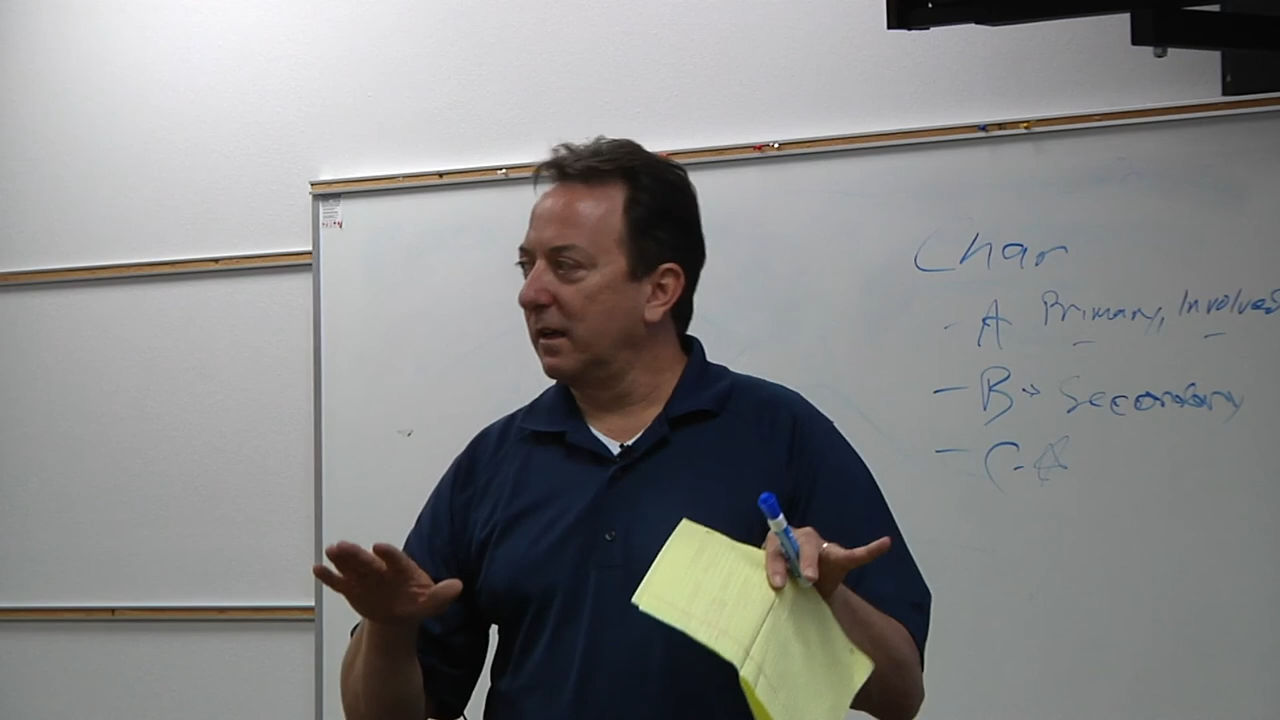 Char
- A Primary, Involved
- B → Secondary
- C-A